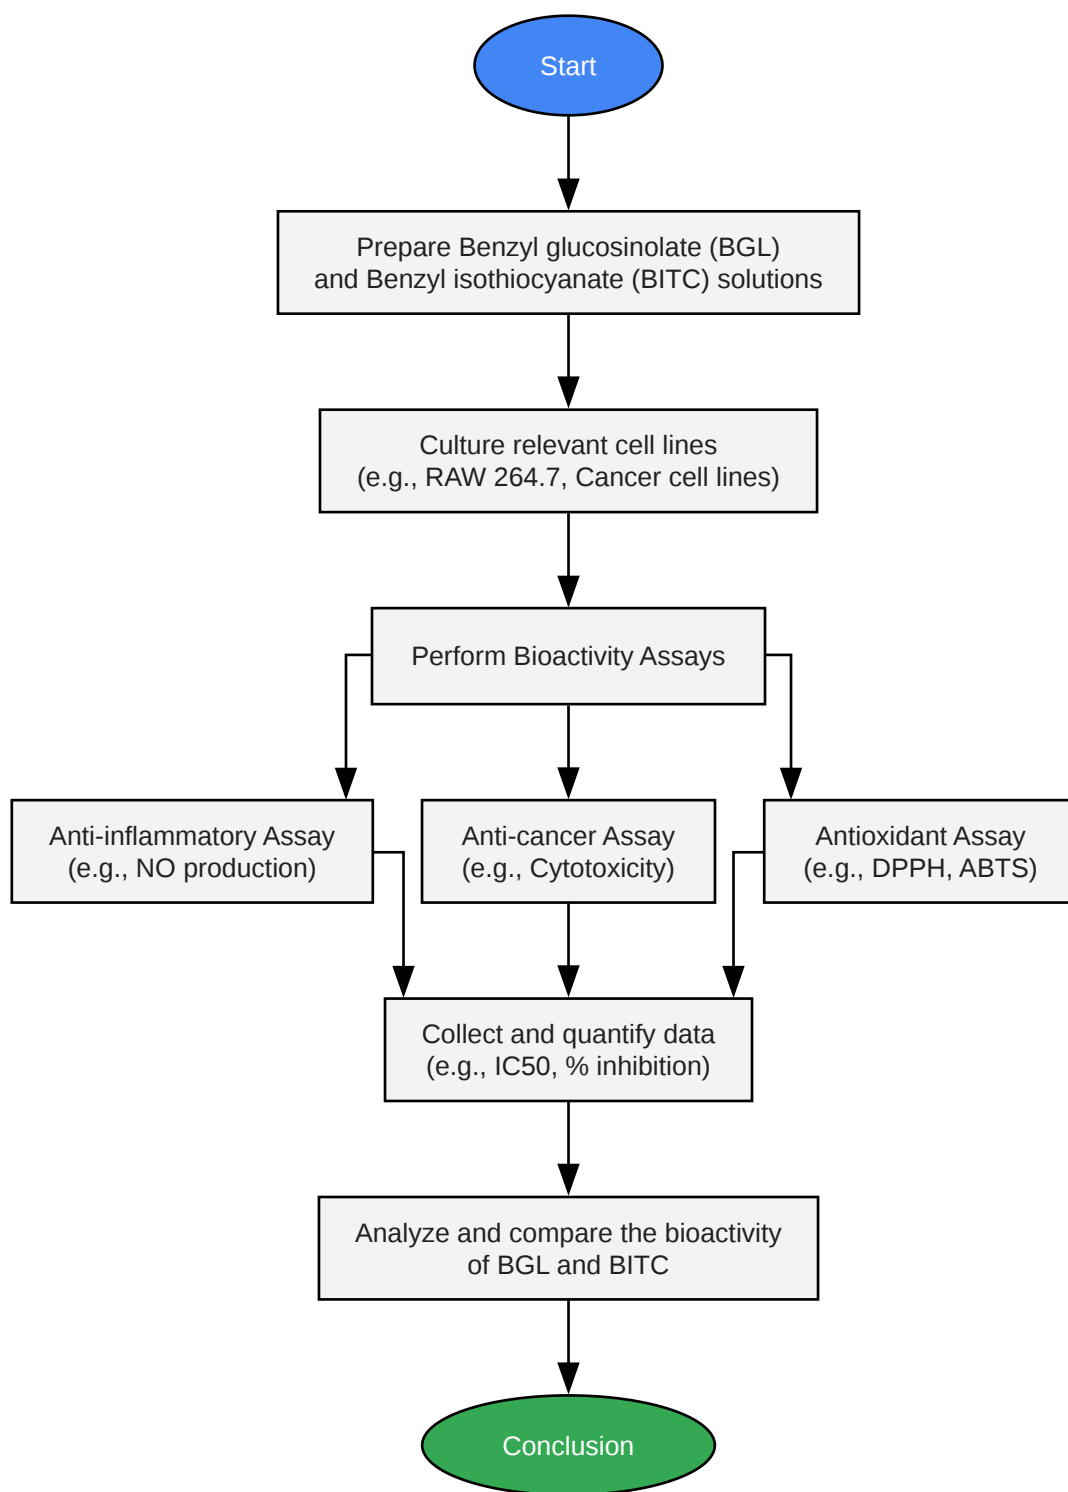 Start
Prepare Benzyl glucosinolate (BGL)
and Benzyl isothiocyanate (BITC) solutions
Culture relevant cell lines
(e.g., RAW 264.7, Cancer cell lines)
Perform Bioactivity Assays
Anti-inflammatory Assay
(e.g., NO production)
Anti-cancer Assay
(e.g., Cytotoxicity)
Antioxidant Assay
(e.g., DPPH, ABTS)
Collect and quantify data
(e.g., IC50, % inhibition)
Analyze and compare the bioactivity
of BGL and BITC
Conclusion